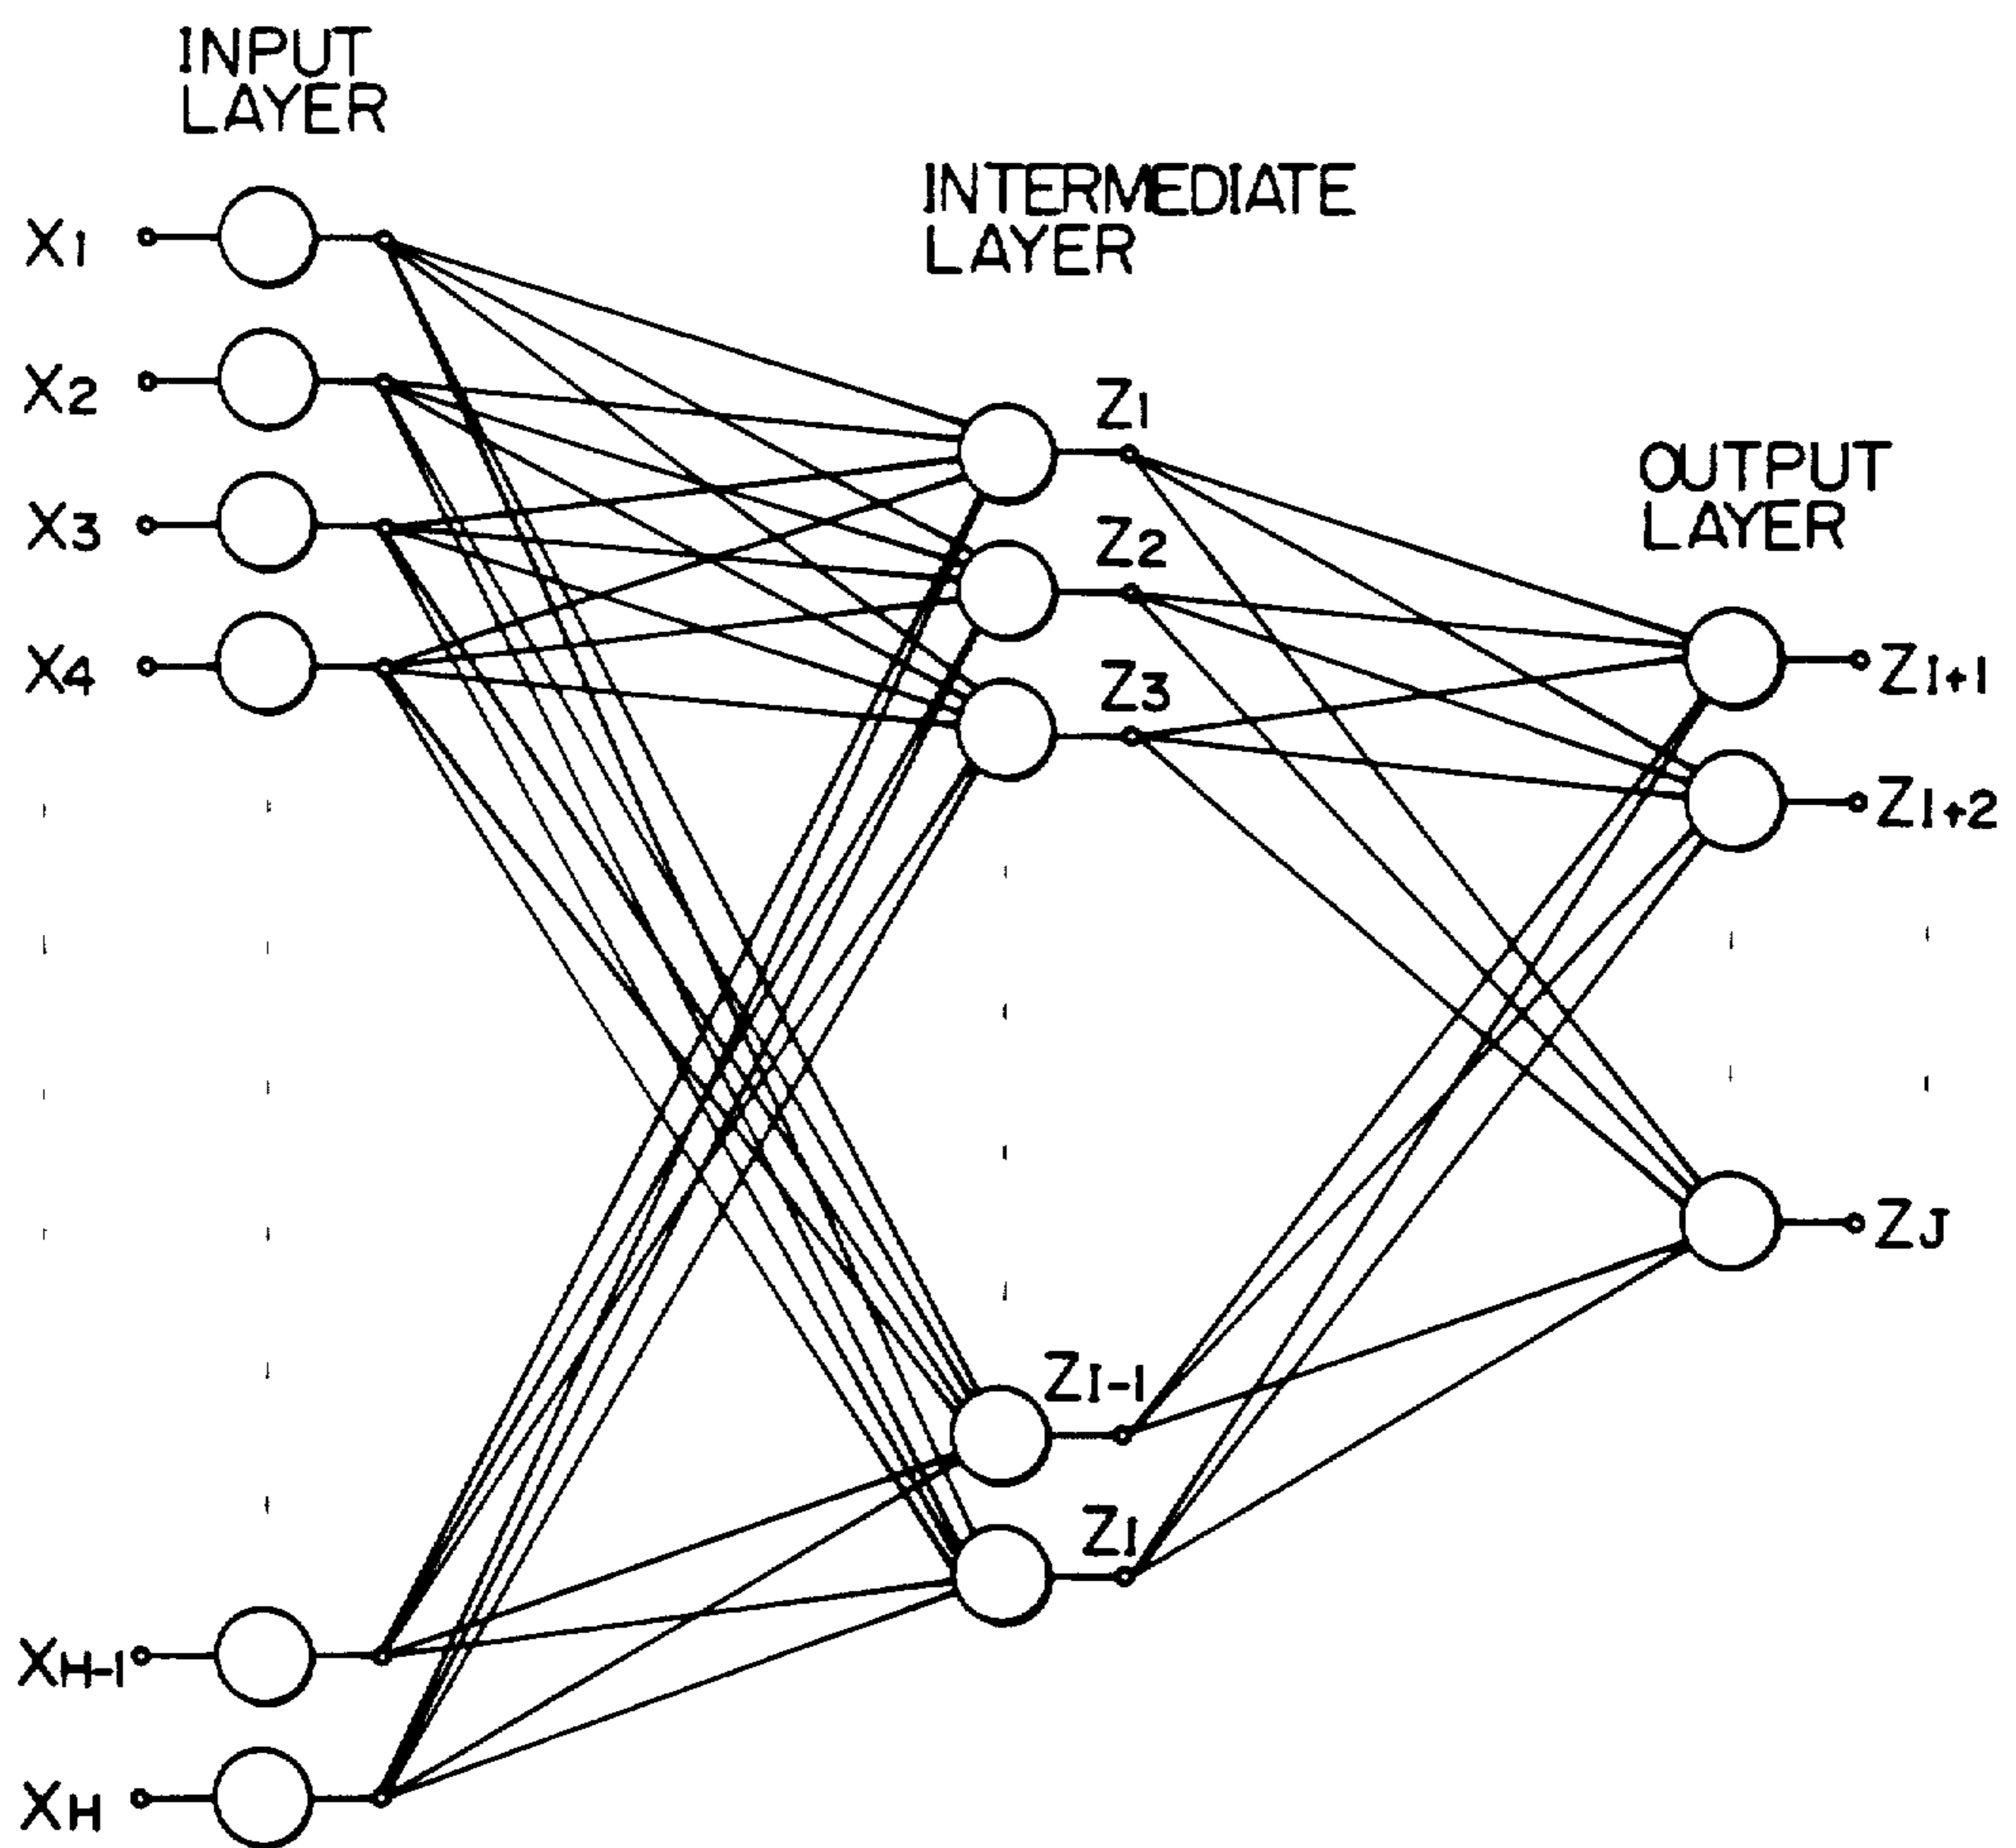 INPUT
LAYER
INTERMEDIATE
LAYER
OUTPUT
LAYER
X1
X2
X3
X4
XH-1
XH
Z1
Z2
Z3
ZI-1
ZI
ZI+1
ZI+2
ZJ